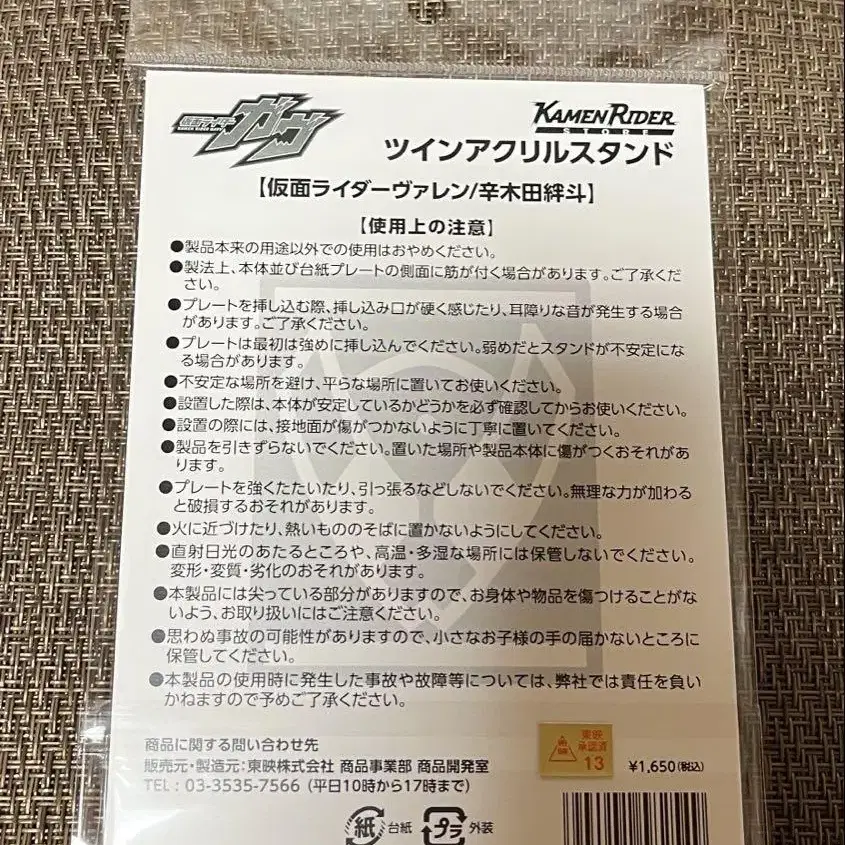 仮面ライダー
KAMEN RIDER GAVV
ガヴ
KAMEN RIDER
STORE
ツインアクリルスタンド
【仮面ライダーヴァレン/辛木田絆斗】
【使用上の注意】
●製品本来の用途以外での使用はおやめください。
●製法上、本体並び台紙プレートの側面に筋が付く場合があります。ご了承くだ
さい。
●プレートを挿し込む際、挿し込み口が硬く感じたり、耳障りな音が発生する場合
があります。ご了承ください。
●プレートは最初は強めに挿し込んでください。弱めだとスタンドが不安定にな
る場合があります。
●不安定な場所を避け、平らな場所に置いてお使いください。
●設置した際は、本体が安定しているかどうかを必ず確認してからお使いください。
●設置の際には、接地面が傷がつかないように丁寧に置いてください。
●製品を引きずらないでください。置いた場所や製品本体に傷がつくおそれがあ
ります。
●プレートを強くたたいたり、引っ張るなどしないでください。無理な力が加わる
と破損するおそれがあります。
●火に近づけたり、熱いもののそばに置かないようにしてください。
●直射日光のあたるところや、高温・多湿な場所には保管しないでください。
変形・変質・劣化のおそれがあります。
●本製品には尖っている部分がありますので、お身体や物品を傷つけることがな
いよう、お取り扱いにはご注意ください。
●思わぬ事故の可能性がありますので、小さなお子様の手の届かないところに
保管してください。
●本製品の使用時に発生した事故や故障等については、弊社では責任を負い
かねますので予めご了承ください。
商品に関する問い合わせ先
販売元・製造元:東映株式会社 商品事業部 商品開発室
TEL : 03-3535-7566 (平日10時から17時まで)
東映
承認済
13
¥1,650(税込)
紙 台紙 プラ 外装